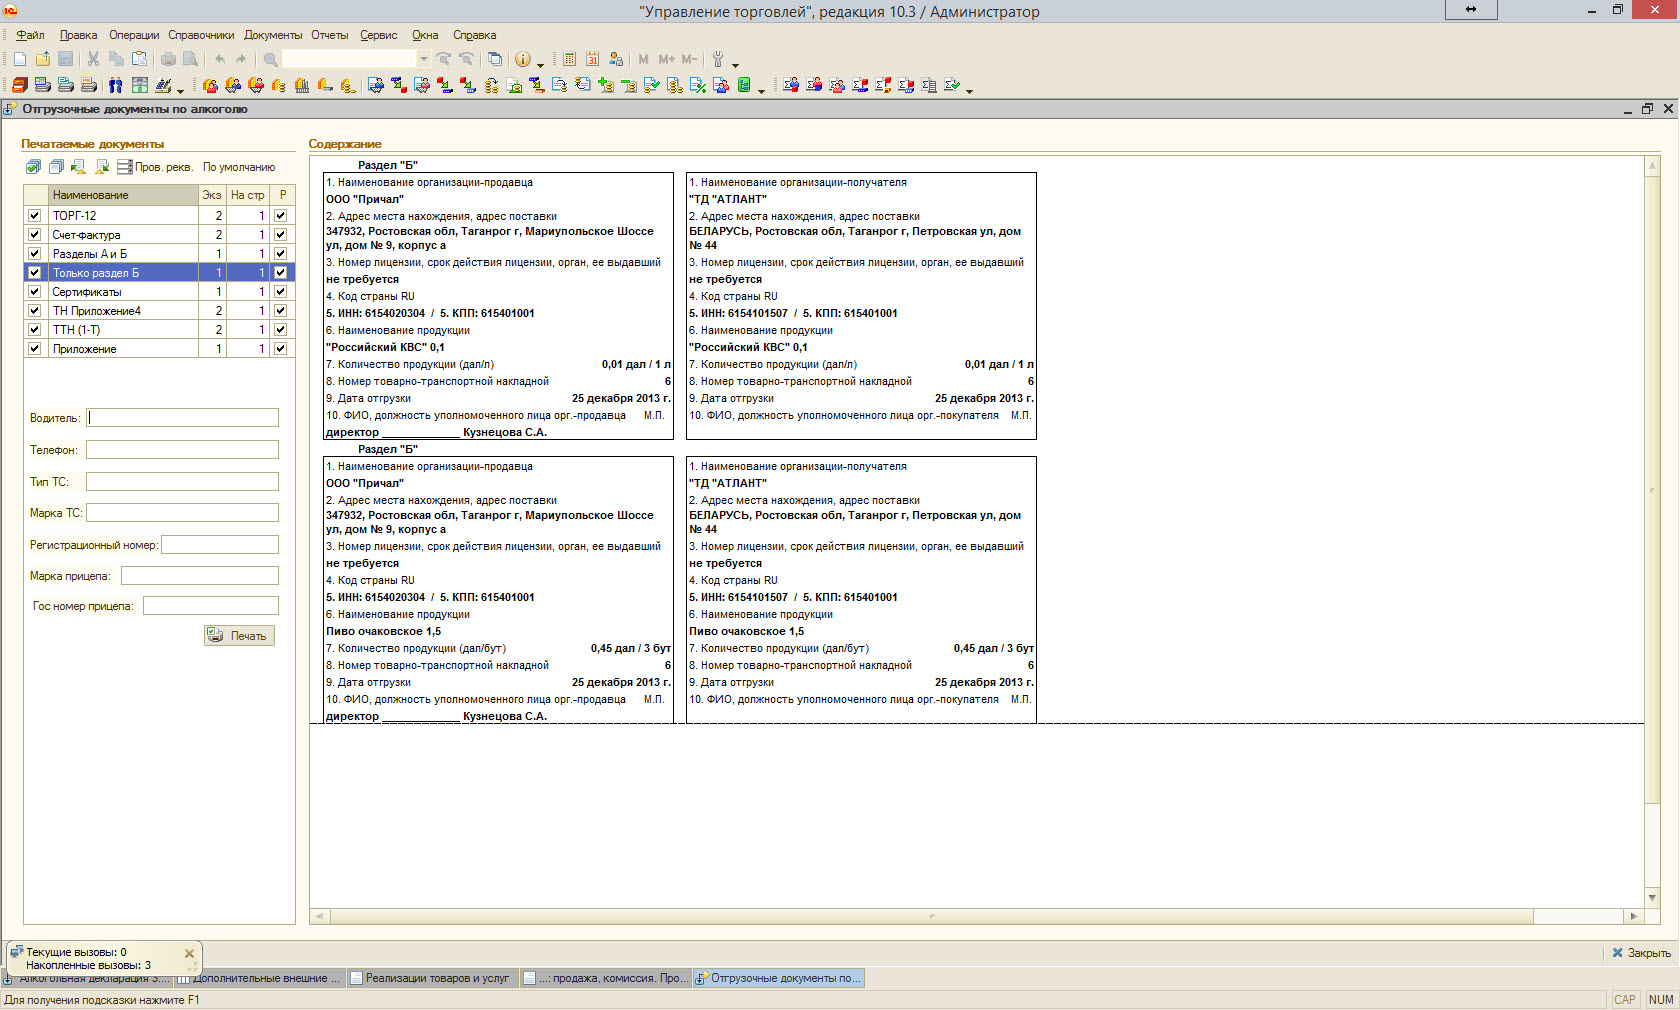 "Управление торговлей", редакция 10.3 / Администратор
Файл Правка Операции Справочники Документы Отчеты Сервис Окна Справка
M M+ M-
Отгрузочные документы по алкоголю
Печатаемые документы
Пров. рекв. По умолчанию
Наименование Экз На стр Р
ТОРГ-12 2 1
Счет-фактура 2 1
Разделы А и Б 1 1
Только раздел Б 1 1
Сертификаты 1 1
ТН Приложение4 2 1
ТТН (1-Т) 2 1
Приложение 1 1
Водитель:
Телефон:
Тип ТС:
Марка ТС:
Регистрационный номер:
Марка прицепа:
Гос номер прицепа:
Печать
Содержание
Раздел "Б"
1. Наименование организации-продавца
ООО "Причал"
2. Адрес места нахождения, адрес поставки
347932, Ростовская обл, Таганрог г, Мариупольское Шоссе
ул, дом № 9, корпус а
3. Номер лицензии, срок действия лицензии, орган, ее выдавший
не требуется
4. Код страны RU
5. ИНН: 6154020304 / 5. КПП: 615401001
6. Наименование продукции
"Российский КВС" 0,1
7. Количество продукции (дал/л) 0,01 дал / 1 л
8. Номер товарно-транспортной накладной 6
9. Дата отгрузки 25 декабря 2013 г.
10. ФИО, должность уполномоченного лица орг.-продавца М.П.
директор _____________ Кузнецова С.А.
1. Наименование организации-получателя
"ТД "АТЛАНТ"
2. Адрес места нахождения, адрес поставки
БЕЛАРУСЬ, Ростовская обл, Таганрог г, Петровская ул, дом
№ 44
3. Номер лицензии, срок действия лицензии, орган, ее выдавший
не требуется
4. Код страны RU
5. ИНН: 6154101507 / 5. КПП: 615401001
6. Наименование продукции
"Российский КВС" 0,1
7. Количество продукции (дал/л) 0,01 дал / 1 л
8. Номер товарно-транспортной накладной 6
9. Дата отгрузки 25 декабря 2013 г.
10. ФИО, должность уполномоченного лица орг.-покупателя М.П.
Раздел "Б"
1. Наименование организации-продавца
ООО "Причал"
2. Адрес места нахождения, адрес поставки
347932, Ростовская обл, Таганрог г, Мариупольское Шоссе
ул, дом № 9, корпус а
3. Номер лицензии, срок действия лицензии, орган, ее выдавший
не требуется
4. Код страны RU
5. ИНН: 6154020304 / 5. КПП: 615401001
6. Наименование продукции
Пиво очаковское 1,5
7. Количество продукции (дал/бут) 0,45 дал / 3 бут
8. Номер товарно-транспортной накладной 6
9. Дата отгрузки 25 декабря 2013 г.
10. ФИО, должность уполномоченного лица орг.-продавца М.П.
директор _____________ Кузнецова С.А.
1. Наименование организации-получателя
"ТД "АТЛАНТ"
2. Адрес места нахождения, адрес поставки
БЕЛАРУСЬ, Ростовская обл, Таганрог г, Петровская ул, дом
№ 44
3. Номер лицензии, срок действия лицензии, орган, ее выдавший
не требуется
4. Код страны RU
5. ИНН: 6154101507 / 5. КПП: 615401001
6. Наименование продукции
Пиво очаковское 1,5
7. Количество продукции (дал/бут) 0,45 дал / 3 бут
8. Номер товарно-транспортной накладной 6
9. Дата отгрузки 25 декабря 2013 г.
10. ФИО, должность уполномоченного лица орг.-покупателя М.П.
Текущие вызовы: 0
Накопленные вызовы: 3
Закрыть
Алкогольная декларация 3.... Дополнительные внешние ... Реализации товаров и услуг ...: продажа, комиссия. Про... Отгрузочные документы по...
Для получения подсказки нажмите F1
CAP NUM